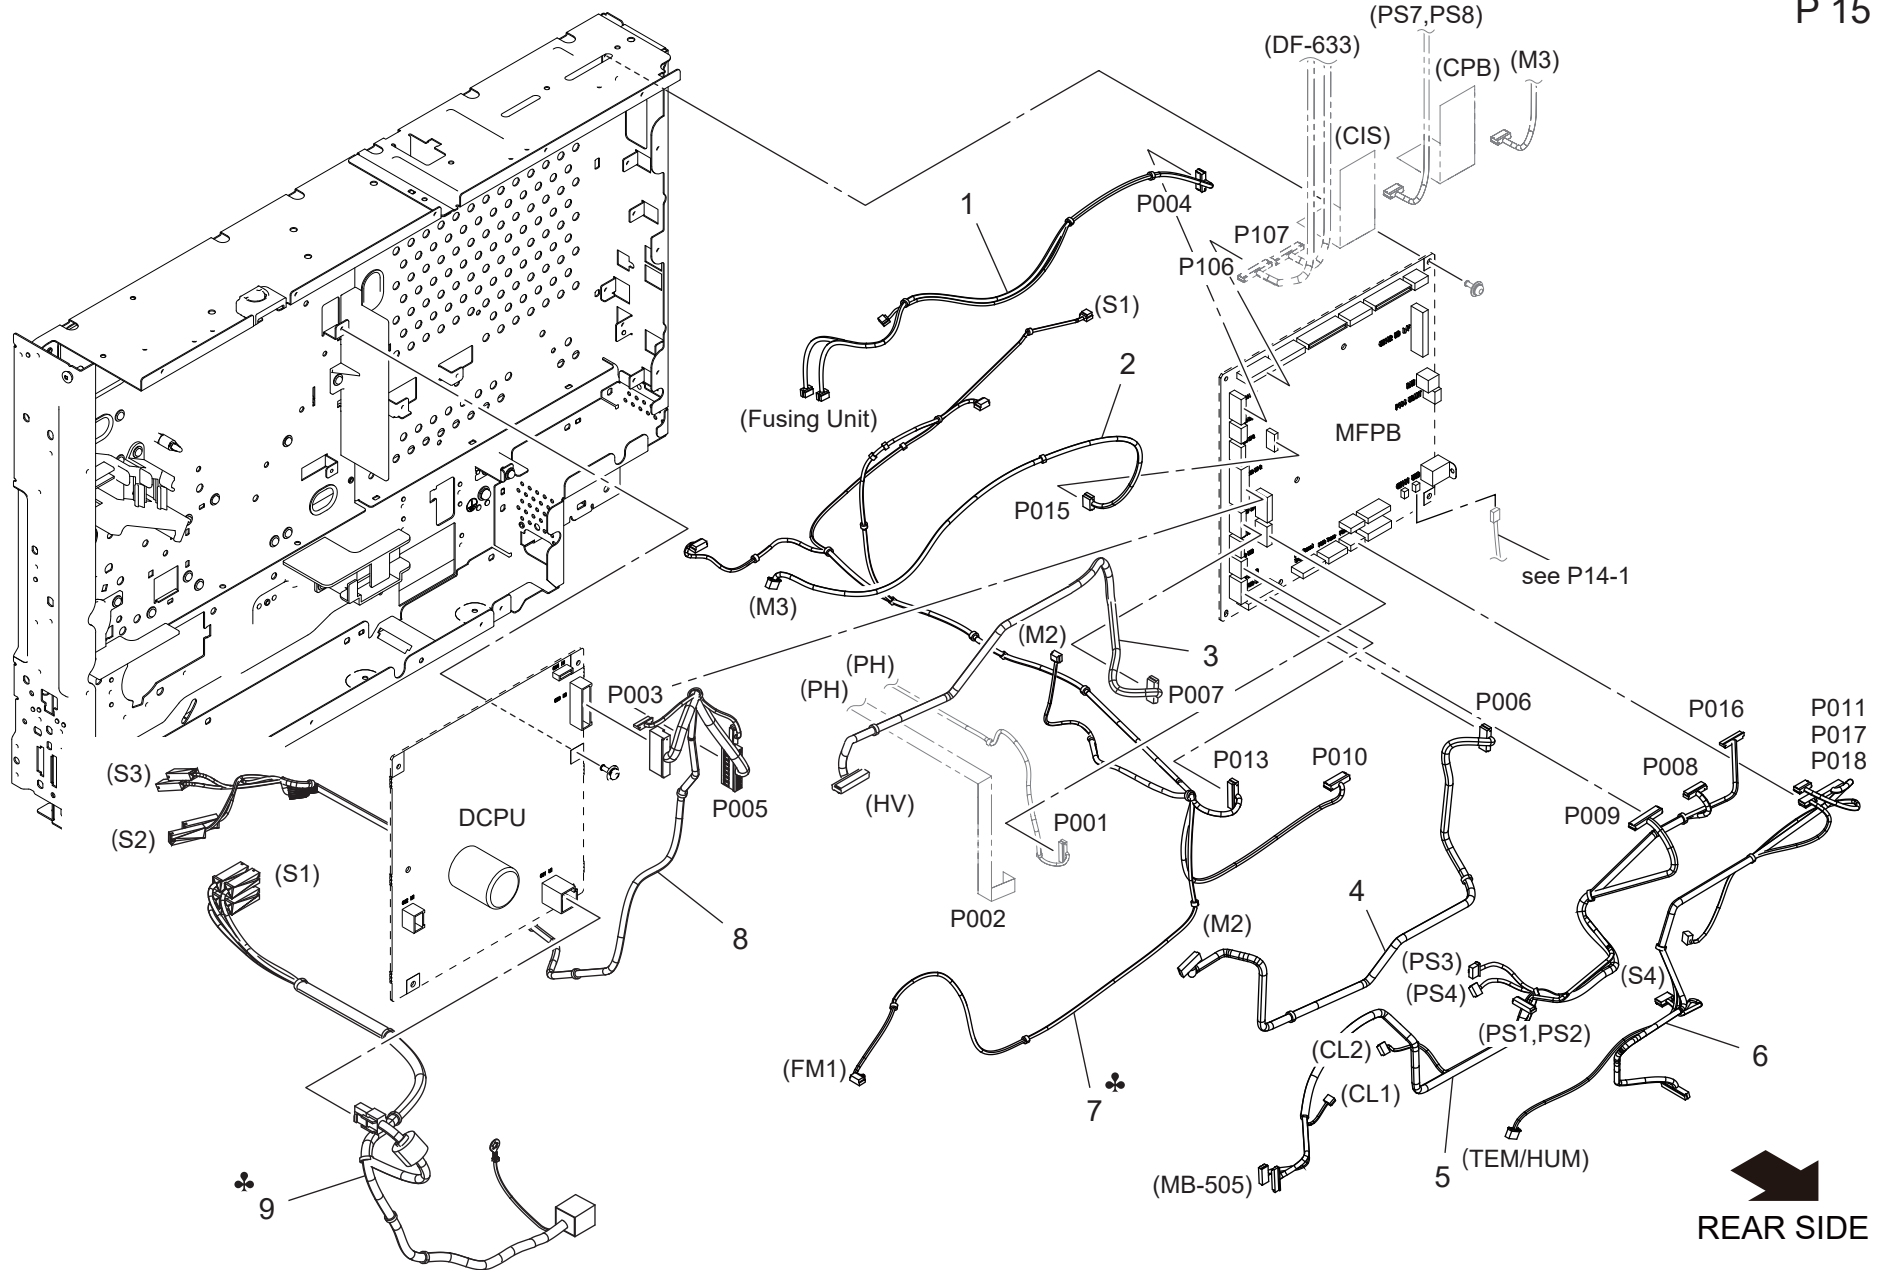 P 15
(PS7,PS8)
(DF-633)
(CPB)
(M3)
(CIS)
P004
1
P107
P106
(S1)
2
(Fusing Unit)
MFPB
P015
see P14-1
(M3)
(M2)
3
(PH)
(PH)
P003
P007
P006
P016
P011
P017
P018
(S3)
P013
P010
P008
P005
(HV)
P009
(S2)
DCPU
P001
(S1)
4
P002
(M2)
8
(PS3)
(S4)
(PS4)
(PS1,PS2)
(CL2)
6
(FM1)
(CL1)
7 ♣
(TEM/HUM)
5
(MB-505)
♣ 9
REAR SIDE